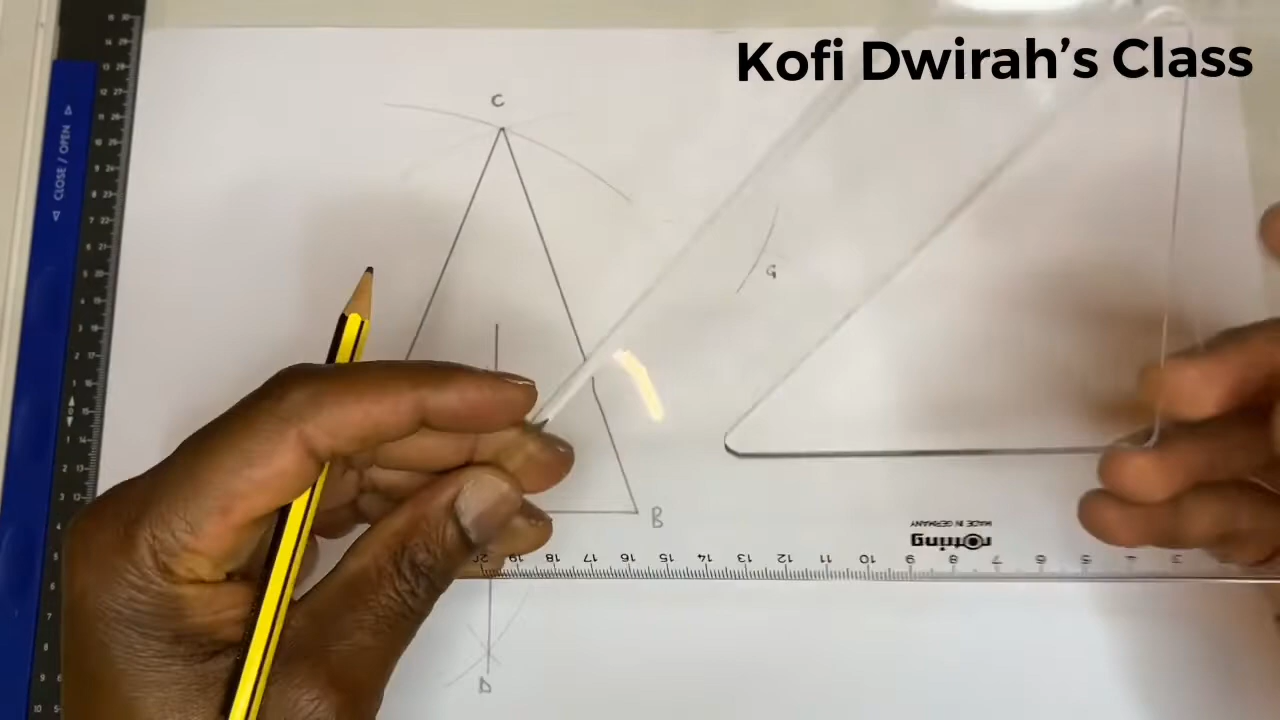 Kofi Dwirah's Class
C
CLOSE / OPEN
G
B
MADE IN GERMANY
rotring
20 19 18 17 16 15 14 13 12 11 10 9 8 7 6 5 4 3
D